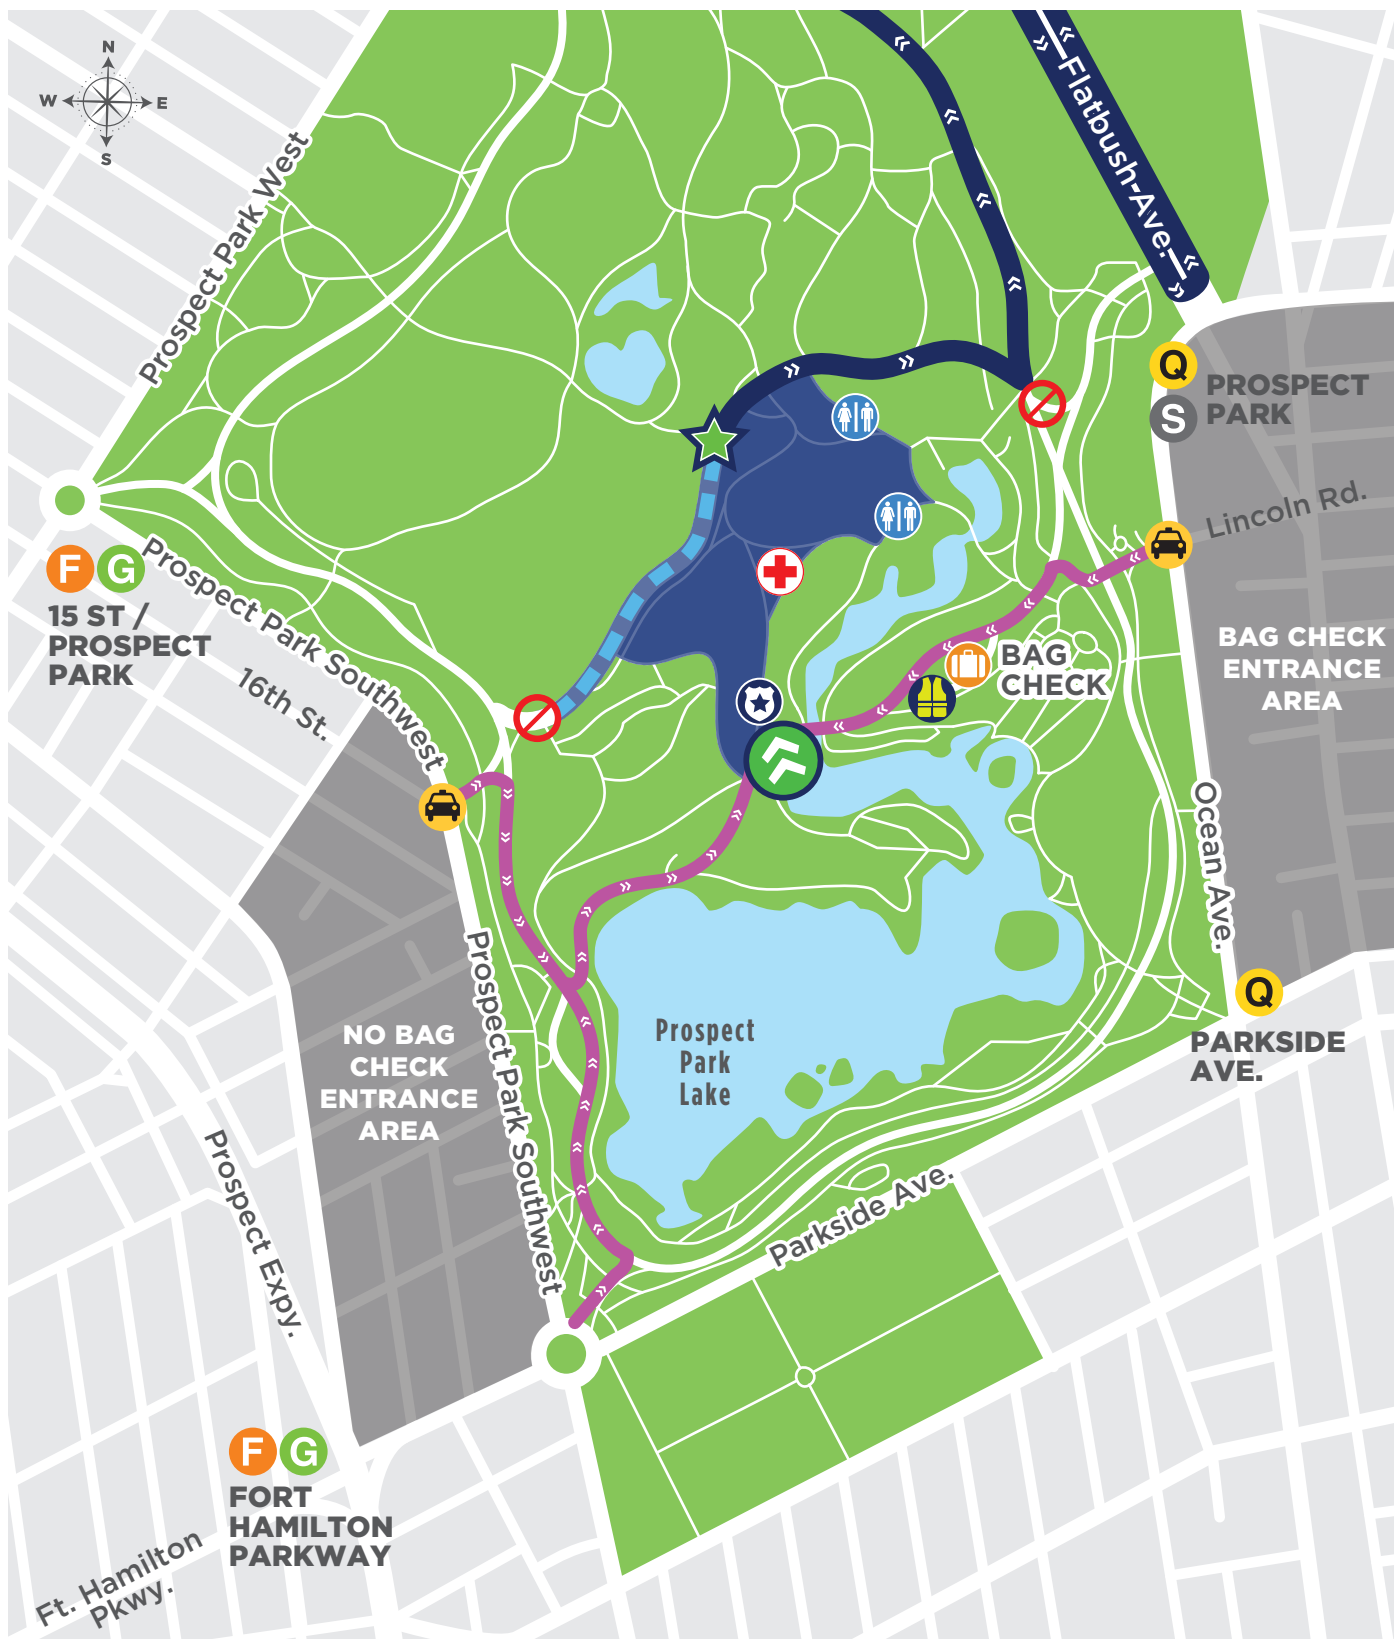 N
W
E
S
Prospect Park West
Flatbush Ave.
Q
S
PROSPECT
PARK
Lincoln Rd.
F G
15 ST /
PROSPECT
PARK
Prospect Park Southwest
16th St.
BAG CHECK
ENTRANCE
AREA
BAG
CHECK
Ocean Ave.
Prospect Park Southwest
Q
PARKSIDE
AVE.
NO BAG
CHECK
ENTRANCE
AREA
Prospect
Park
Lake
Prospect Expy.
Parkside Ave.
F G
FORT
HAMILTON
PARKWAY
Ft. Hamilton
Pkwy.